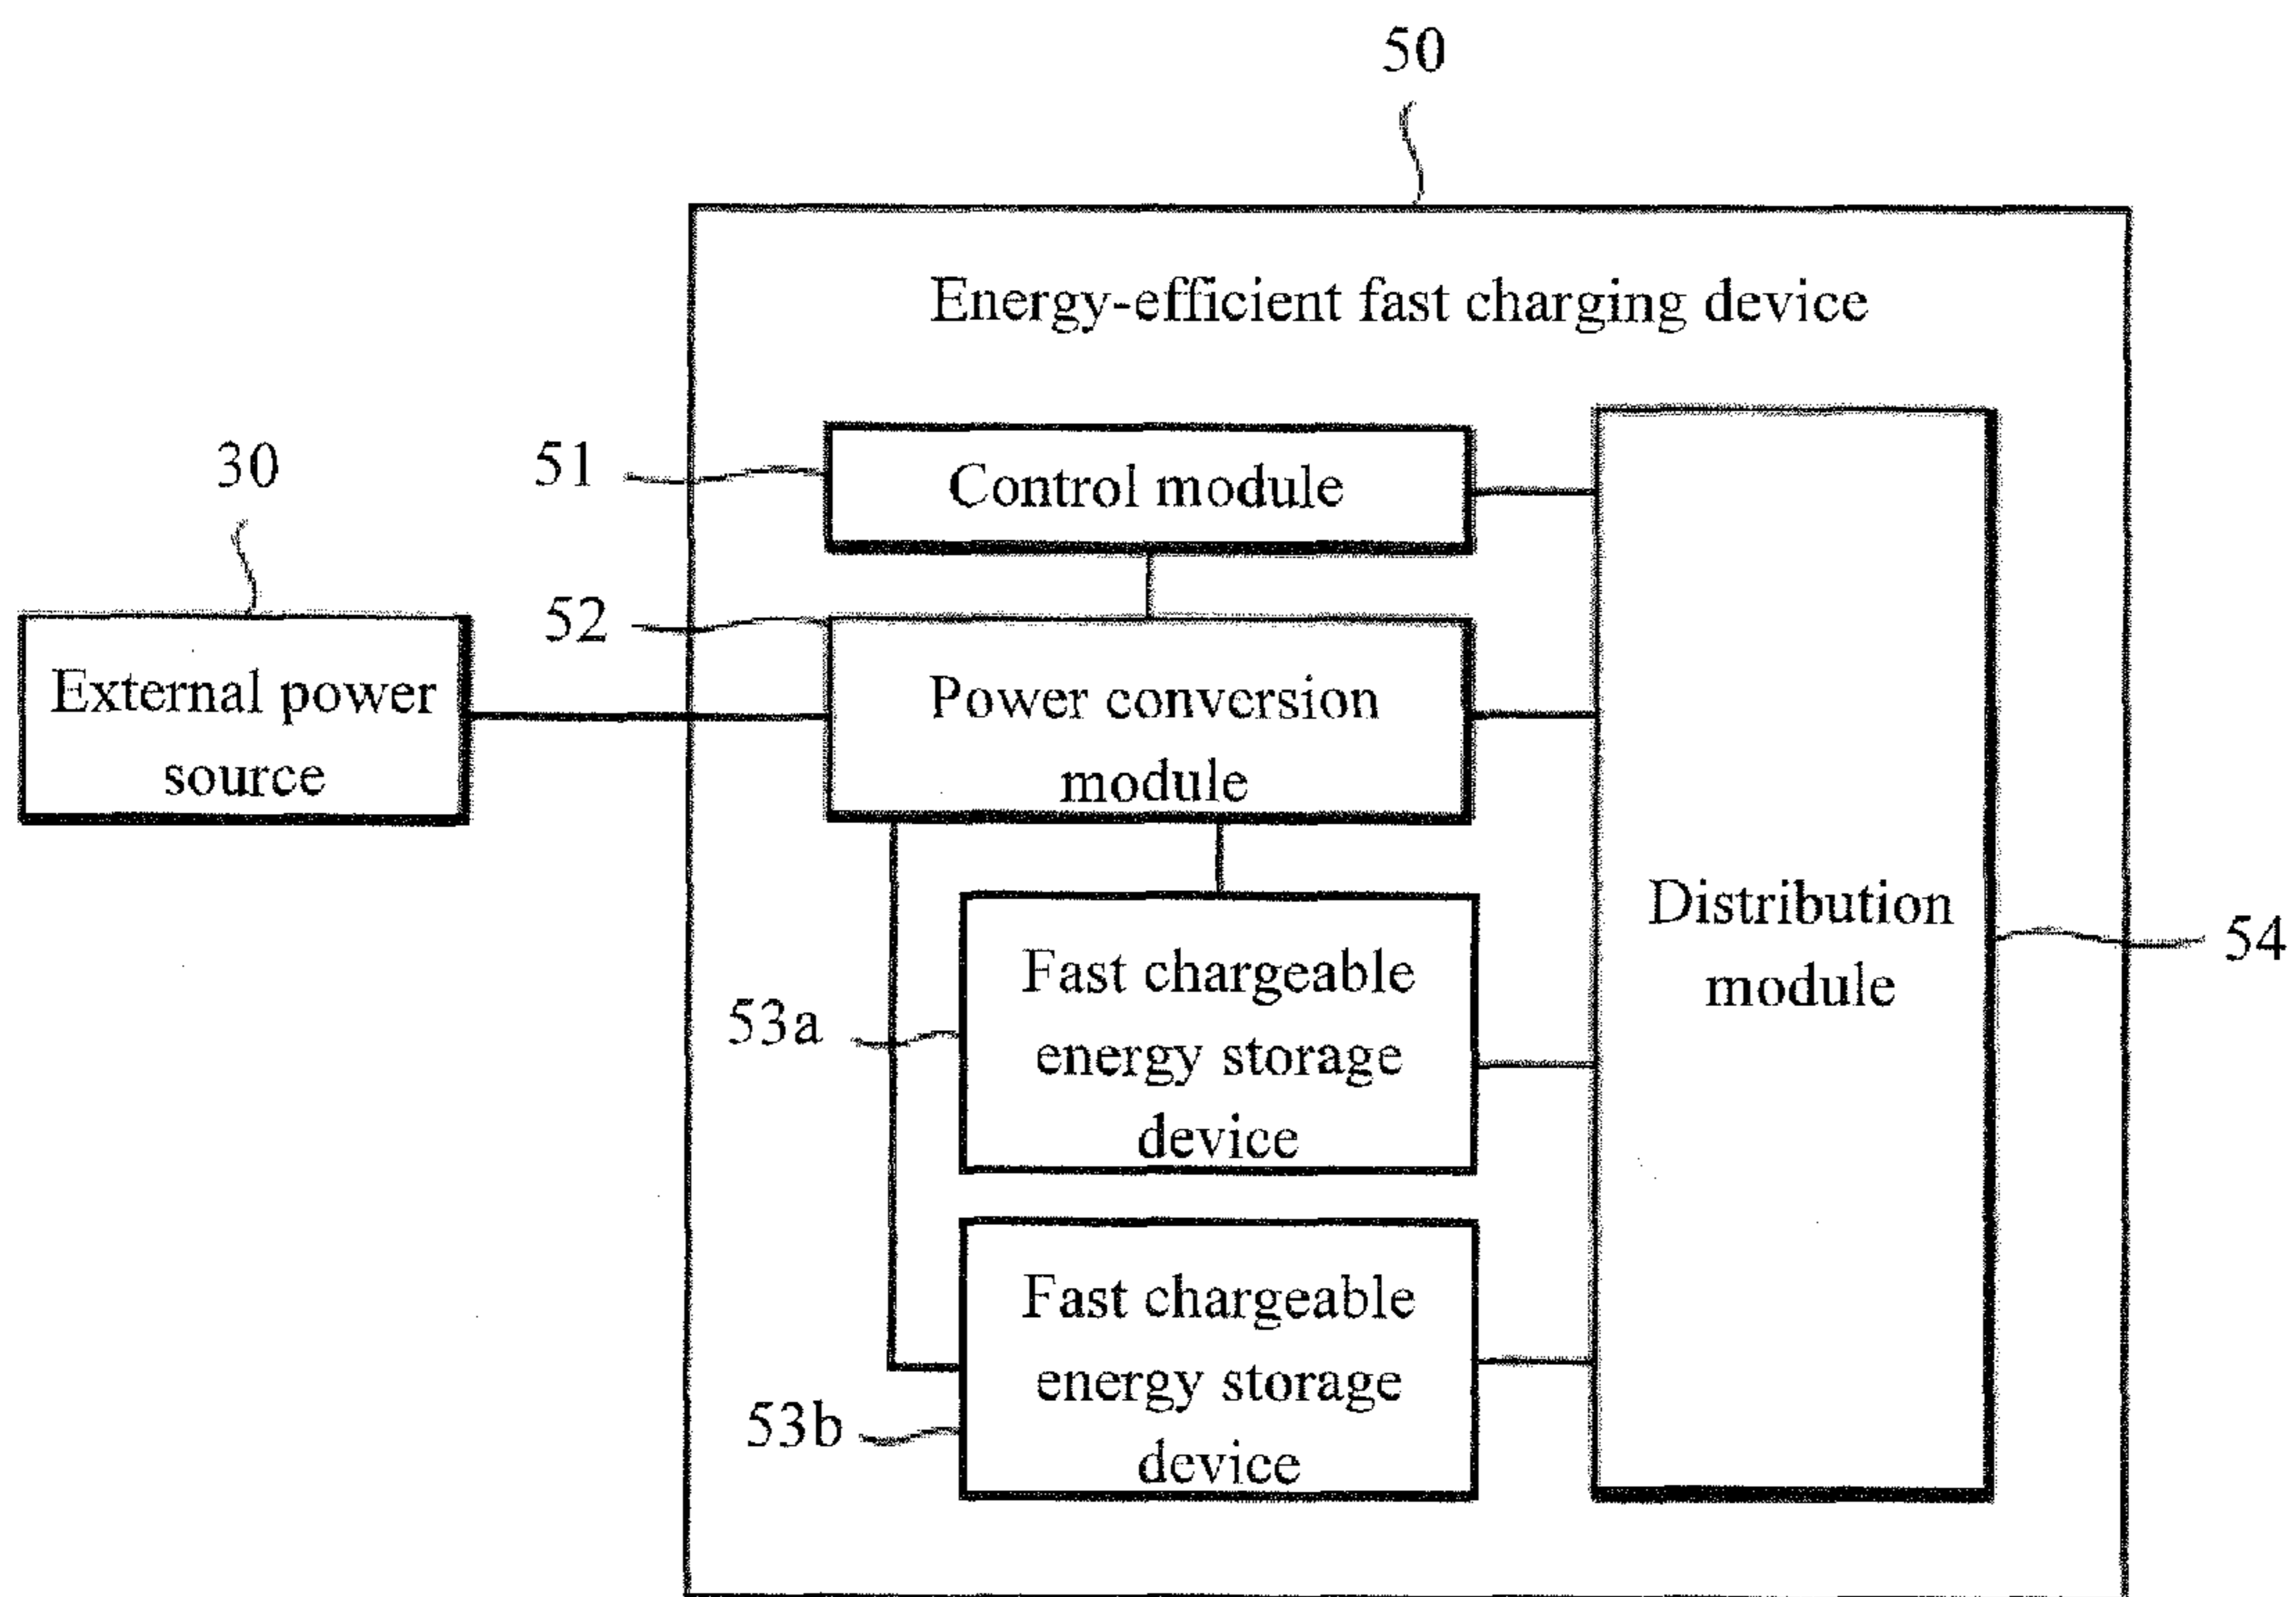 50
Energy-efficient fast charging device
30
51
Control module
52
External power
source
Power conversion
module
Distribution
module
54
53a
Fast chargeable
energy storage
device
53b
Fast chargeable
energy storage
device